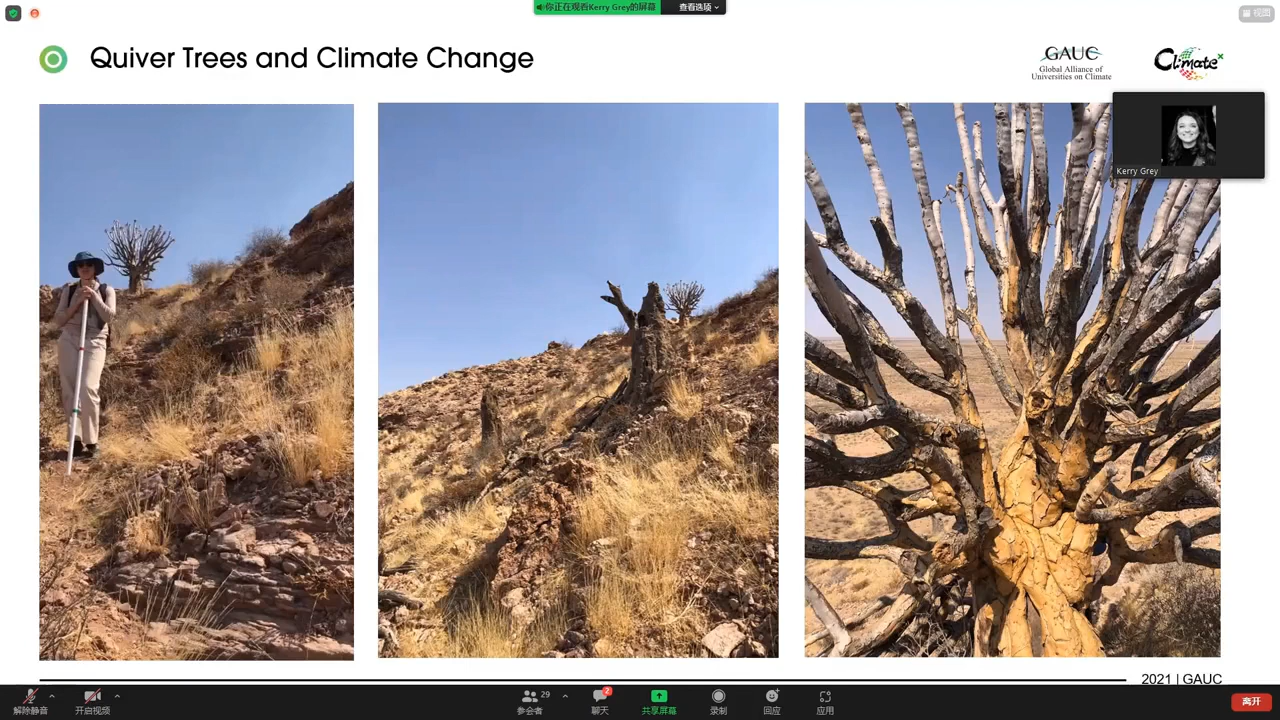 你正在观看Kerry Grey的屏幕
查看选项
视图
Quiver Trees and Climate Change
GAUC
Global Alliance of
Universities on Climate
Climate x
Kerry Grey
2021 | GAUC
解除静音
开启视频
29
参会者
2
聊天
共享屏幕
录制
回应
应用
离开